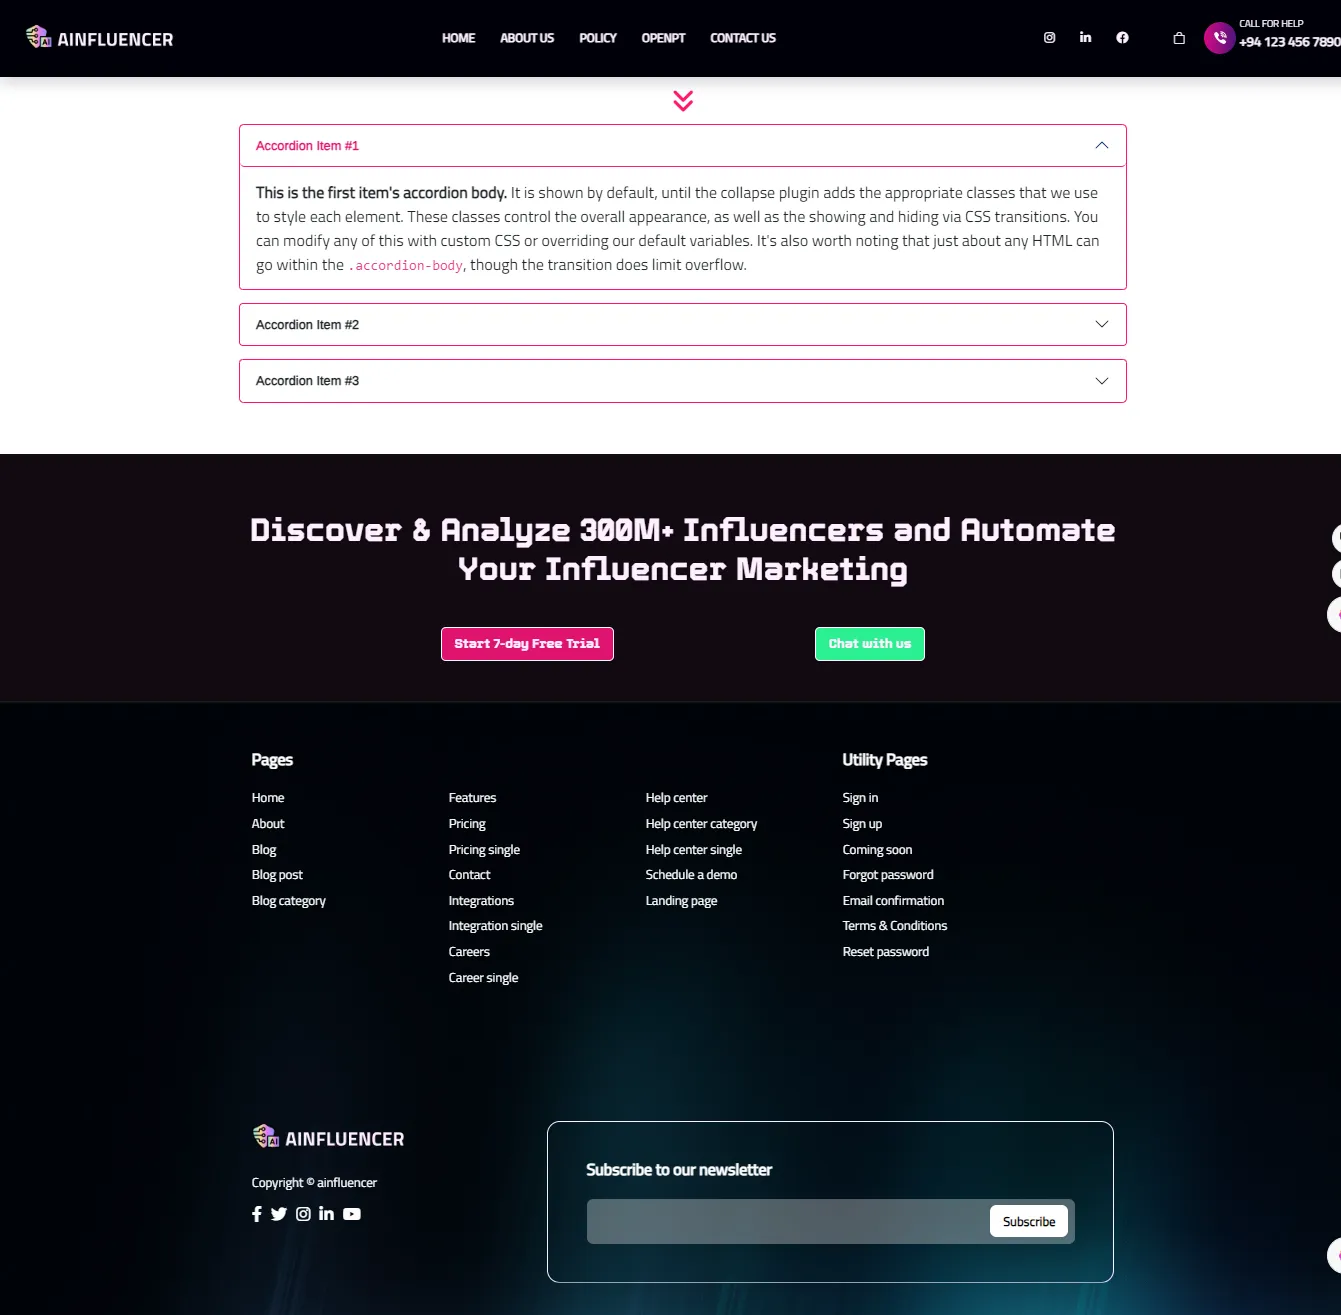 AI AINFLUENCER
HOME
ABOUT US
POLICY
OPENPT
CONTACT US
CALL FOR HELP
+94 123 456 7890
Accordion Item #1
This is the first item's accordion body. It is shown by default, until the collapse plugin adds the appropriate classes that we use
to style each element. These classes control the overall appearance, as well as the showing and hiding via CSS transitions. You
can modify any of this with custom CSS or overriding our default variables. It's also worth noting that just about any HTML can
go within the .accordion-body, though the transition does limit overflow.
Accordion Item #2
Accordion Item #3
Discover & Analyze 300M+ Influencers and Automate
Your Influencer Marketing
Start 7-day Free Trial
Chat with us
Pages
Home
About
Blog
Blog post
Blog category
Features
Pricing
Pricing single
Contact
Integrations
Integration single
Careers
Career single
Help center
Help center category
Help center single
Schedule a demo
Landing page
Utility Pages
Sign in
Sign up
Coming soon
Forgot password
Email confirmation
Terms & Conditions
Reset password
AI AINFLUENCER
Copyright © ainfluencer
Subscribe to our newsletter
Subscribe